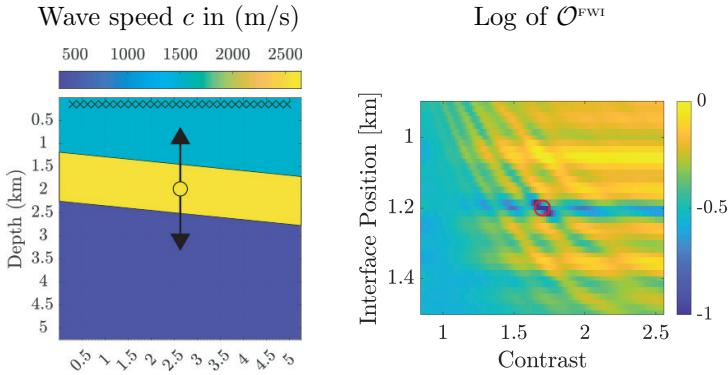 Wave speed c in (m/s)
500 1000 1500 2000 2500
Depth (km)
0.5
1
1.5
2
2.5
3
3.5
4
4.5
5
0.5 1 1.5 2 2.5 3 3.5 4 4.5 5
Log of 𝒪FWI
Interface Position [km]
1
1.2
1.4
1 1.5 2 2.5
Contrast
0
-0.5
-1